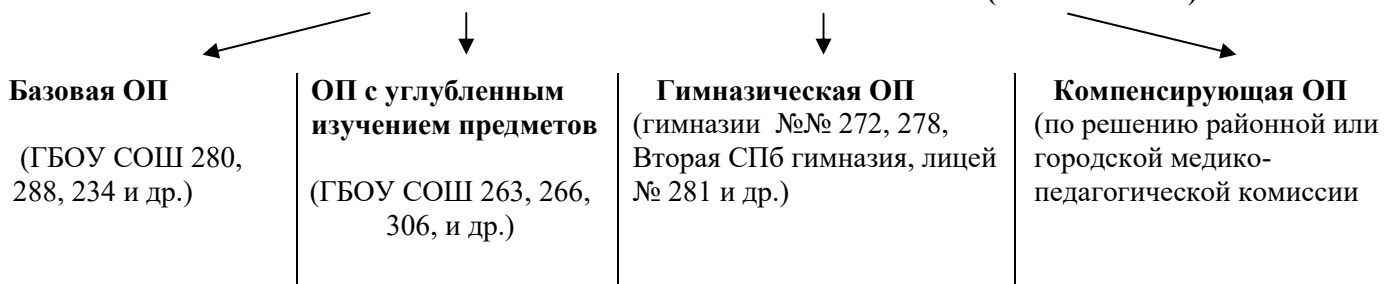 Базовая ОП
(ГБОУ СОШ 280,
288, 234 и др.)
ОП с углубленным
изучением предметов
(ГБОУ СОШ 263, 266,
306, и др.)
Гимназическая ОП
(гимназии №№ 272, 278,
Вторая СПб гимназия, лицей
№ 281 и др.)
Компенсирующая ОП
(по решению районной или
городской медико-
педагогической комиссии